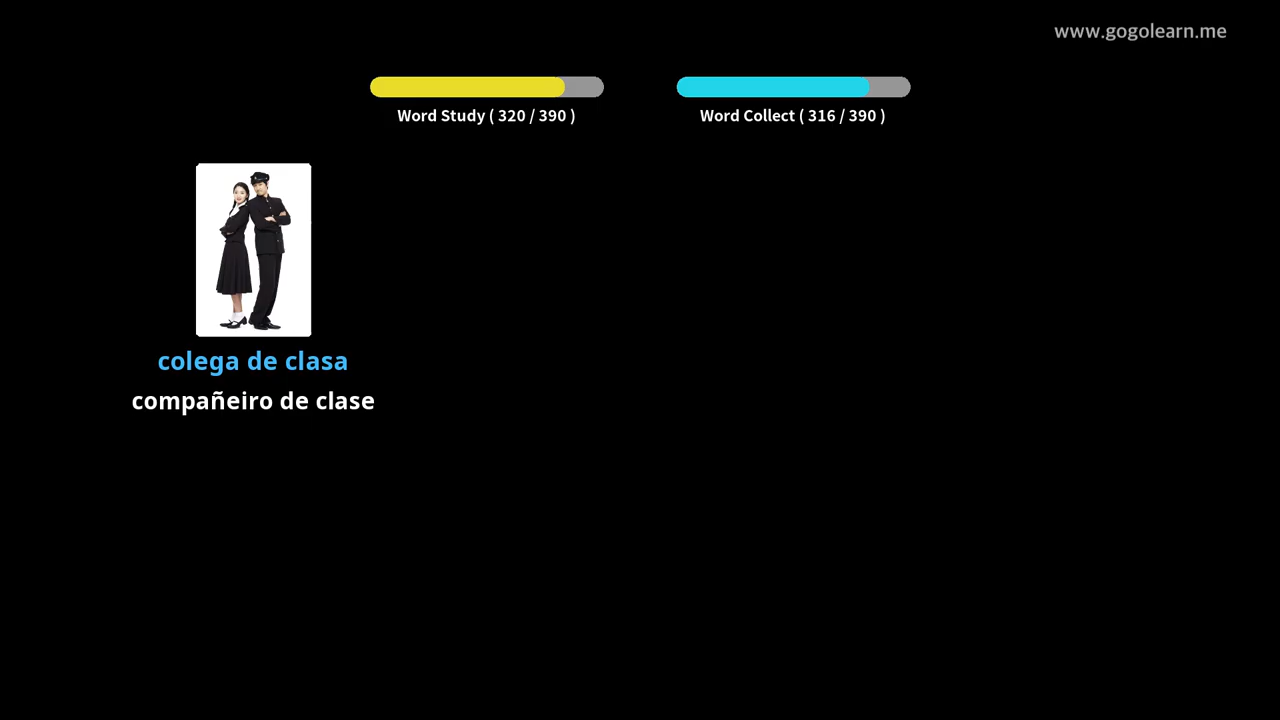 www.gogolearn.me
Word Study ( 320 / 390 )
Word Collect ( 316 / 390 )
colega de clasa
compañeiro de clase